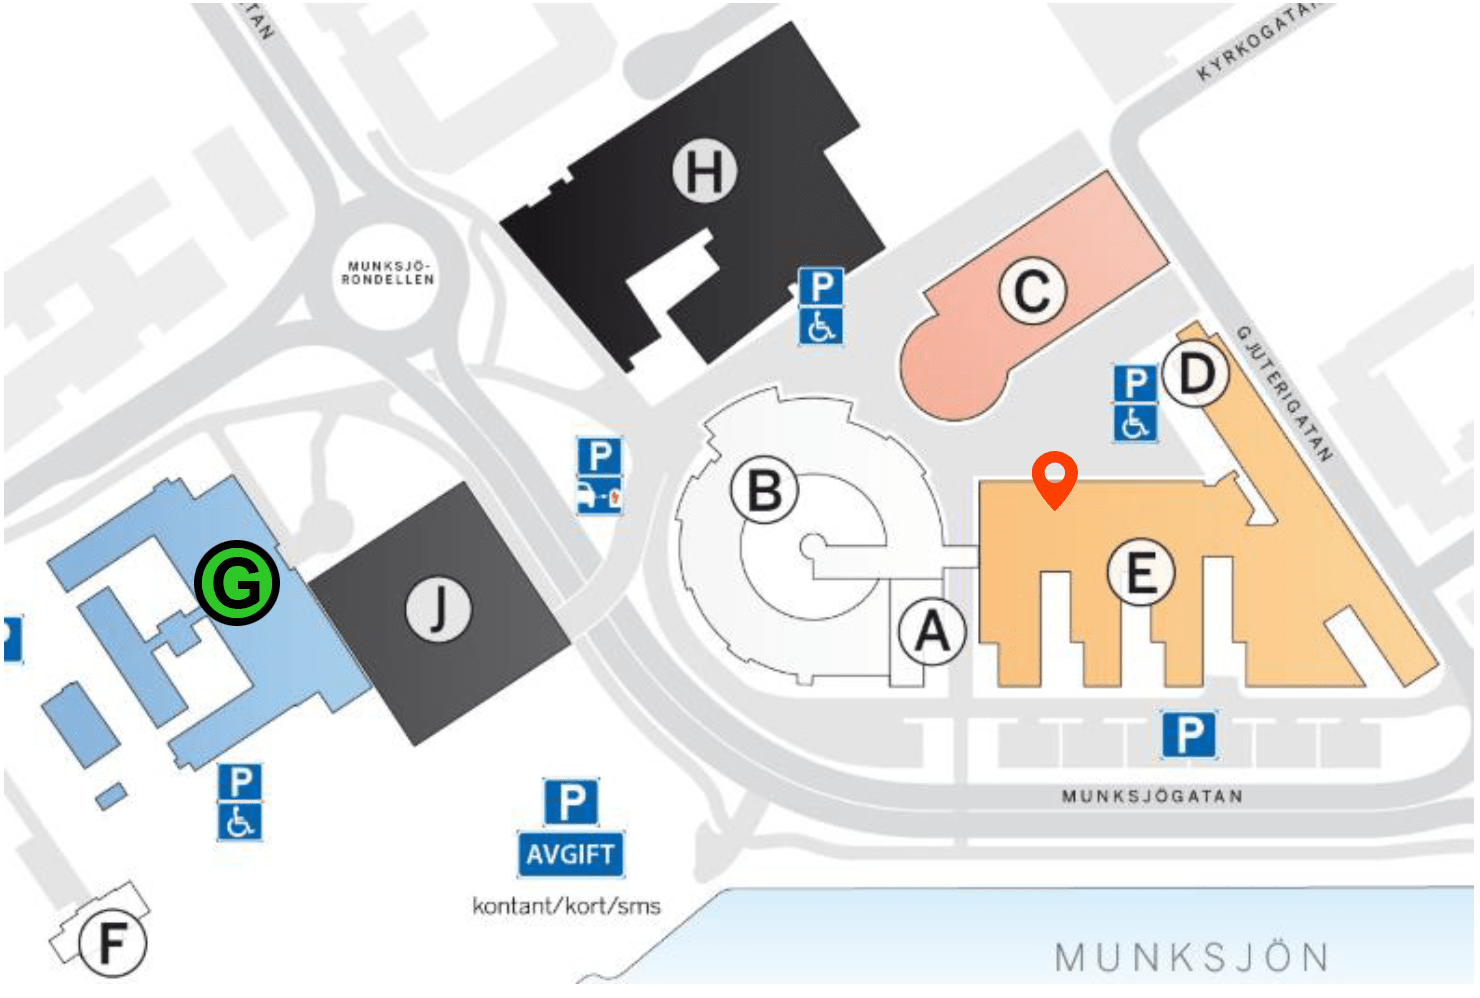 TAN
KYRKOGATAN
H
MUNKSJÖ-
RONDELLEN
C
P
GJUTERIGATAN
D
P
P
B
G
J
E
A
P
P
P
MUNKSJÖGATAN
AVGIFT
kontant/kort/sms
F
MUNKSJÖN